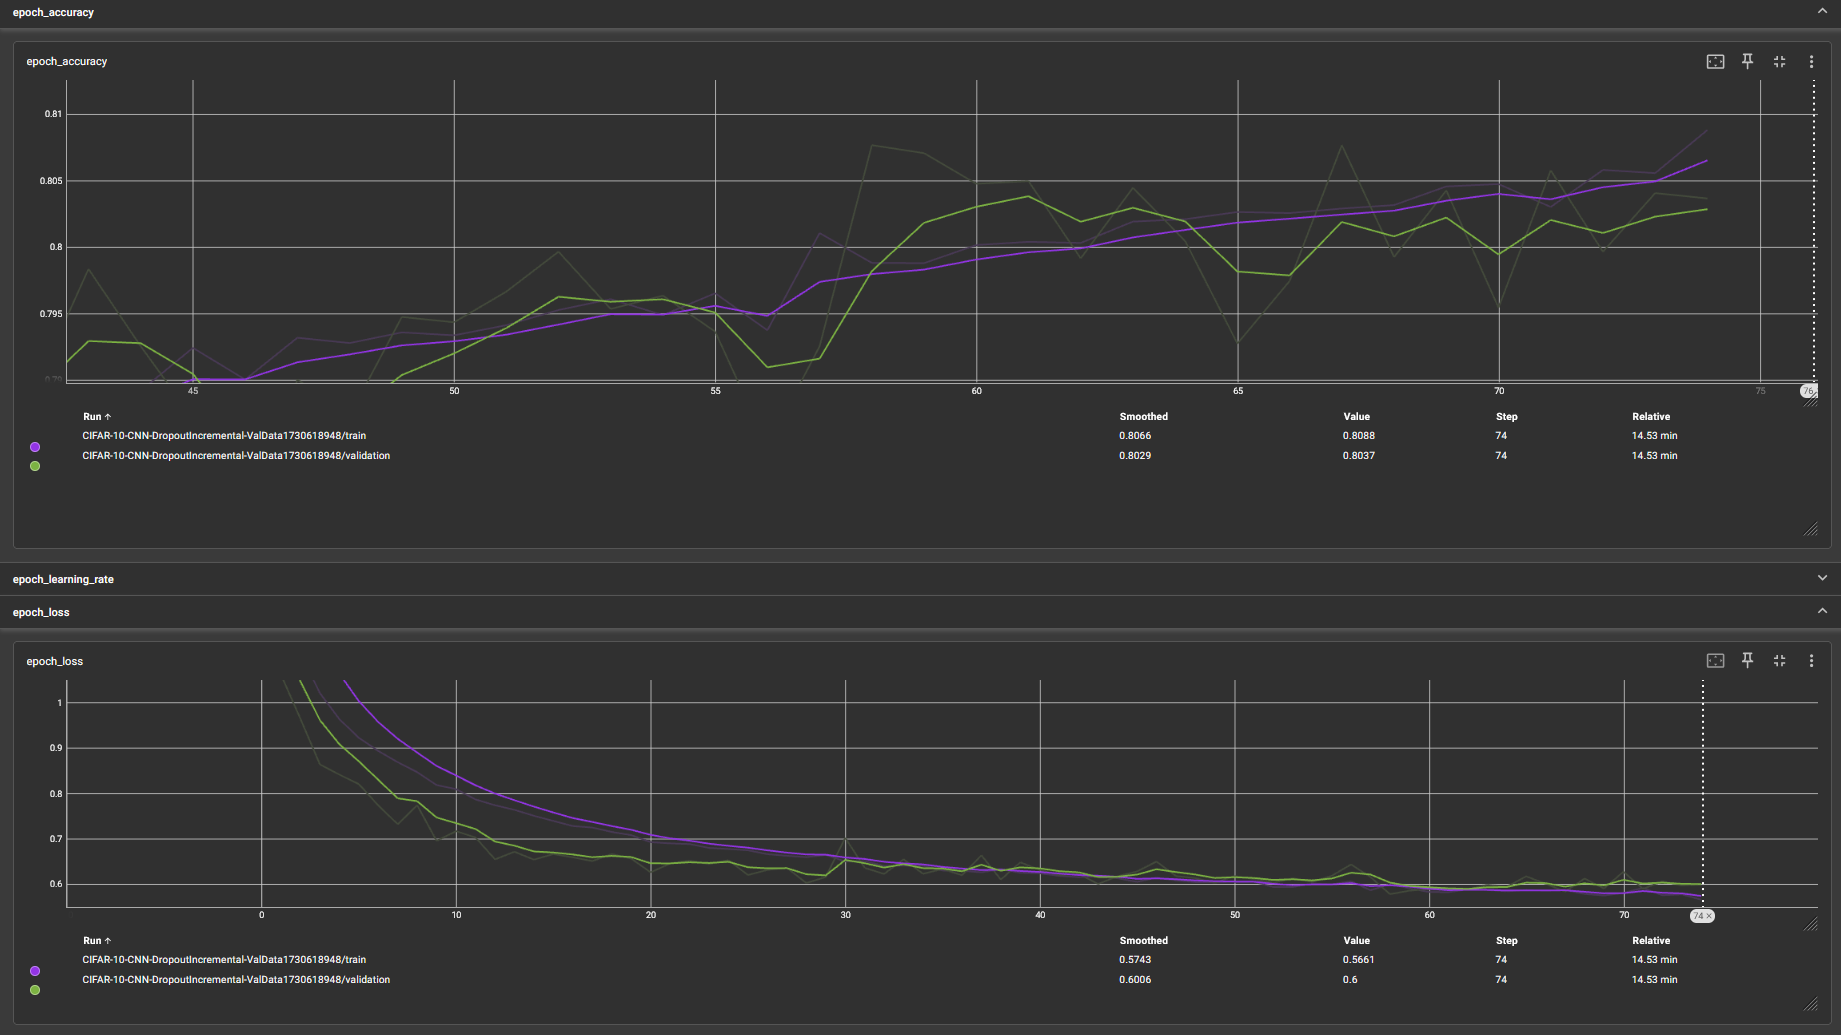 epoch_accuracy
epoch_accuracy
0.81
0.805
0.8
0.795
0.79
45 50 55 60 65 70 75 76
Run ↑ Smoothed Value Step Relative
CIFAR-10-CNN-DropoutIncremental-ValData1730618948/train 0.8066 0.8088 74 14.53 min
CIFAR-10-CNN-DropoutIncremental-ValData1730618948/validation 0.8029 0.8037 74 14.53 min
epoch_learning_rate
epoch_loss
epoch_loss
1
0.9
0.8
0.7
0.6
0 10 20 30 40 50 60 70 74 ×
Run ↑ Smoothed Value Step Relative
CIFAR-10-CNN-DropoutIncremental-ValData1730618948/train 0.5743 0.5661 74 14.53 min
CIFAR-10-CNN-DropoutIncremental-ValData1730618948/validation 0.6006 0.6 74 14.53 min